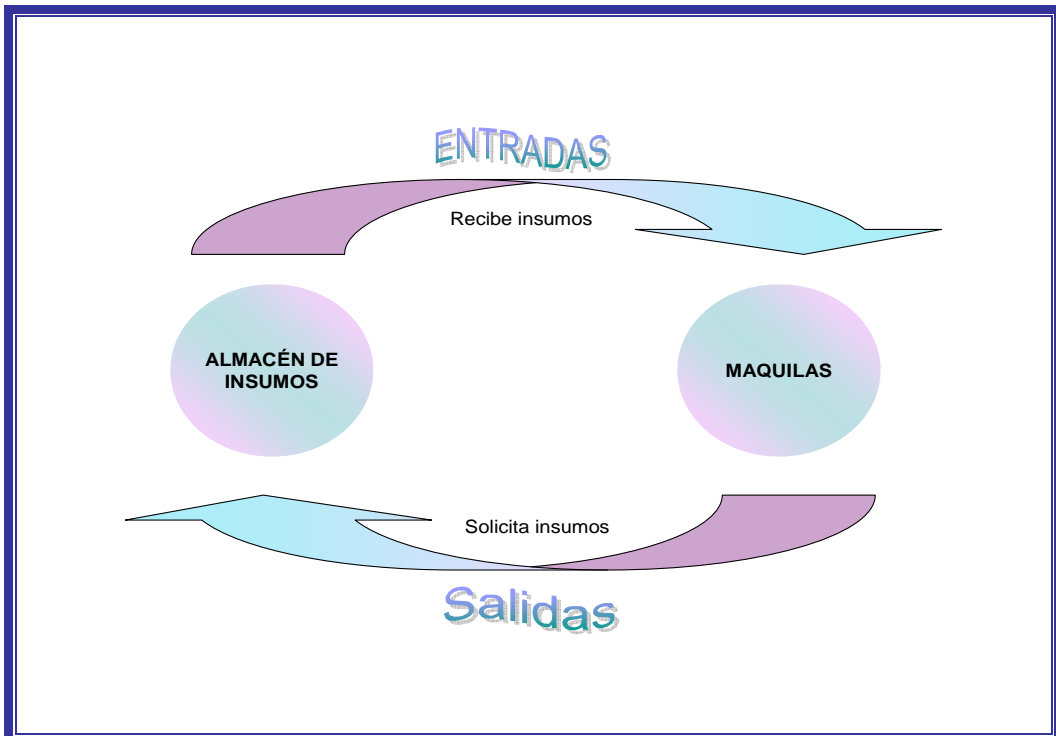 ENTRADAS
Recibe insumos
ALMACÉN DE
INSUMOS
MAQUILAS
Solicita insumos
Salidas